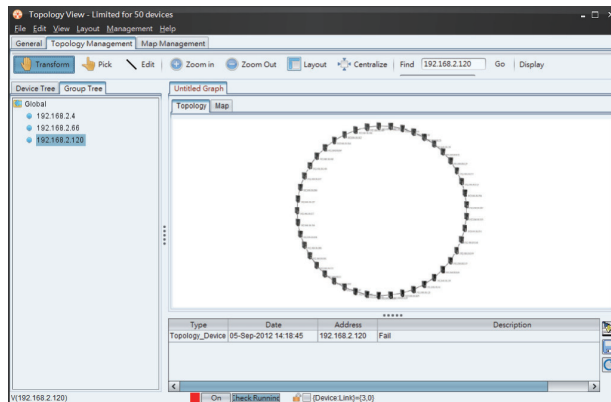 Topology View - Limited for 50 devices
File Edit View Layout Management Help
General Topology Management Map Management
Transform Pick Edit Zoom in Zoom Out Layout Centralize Find 192.168.2.120 Go Display
Device Tree Group Tree
Untitled Graph
Global
192.168.2.4
192.168.2.66
192.168.2.120
Topology Map
Type Date Address Description
Topology_Device 05-Sep-2012 14:18:45 192.168.2.120 Fail
V(192.168.2.120) On Check:Running {Device:Link}={3,0}